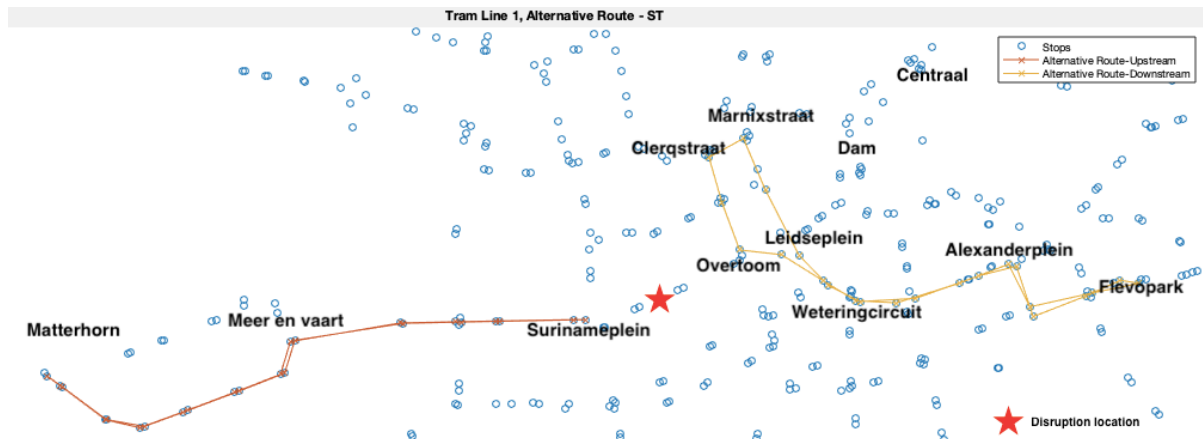 Tram Line 1, Alternative Route - ST
Stops
Alternative Route-Upstream
Alternative Route-Downstream
Centraal
Marnixstraat
Clerqstraat
Dam
Leidseplein
Overtoom
Alexanderplein
Flevopark
Weteringcircuit
Meer en vaart
Matterhorn
Surinameplein
Disruption location